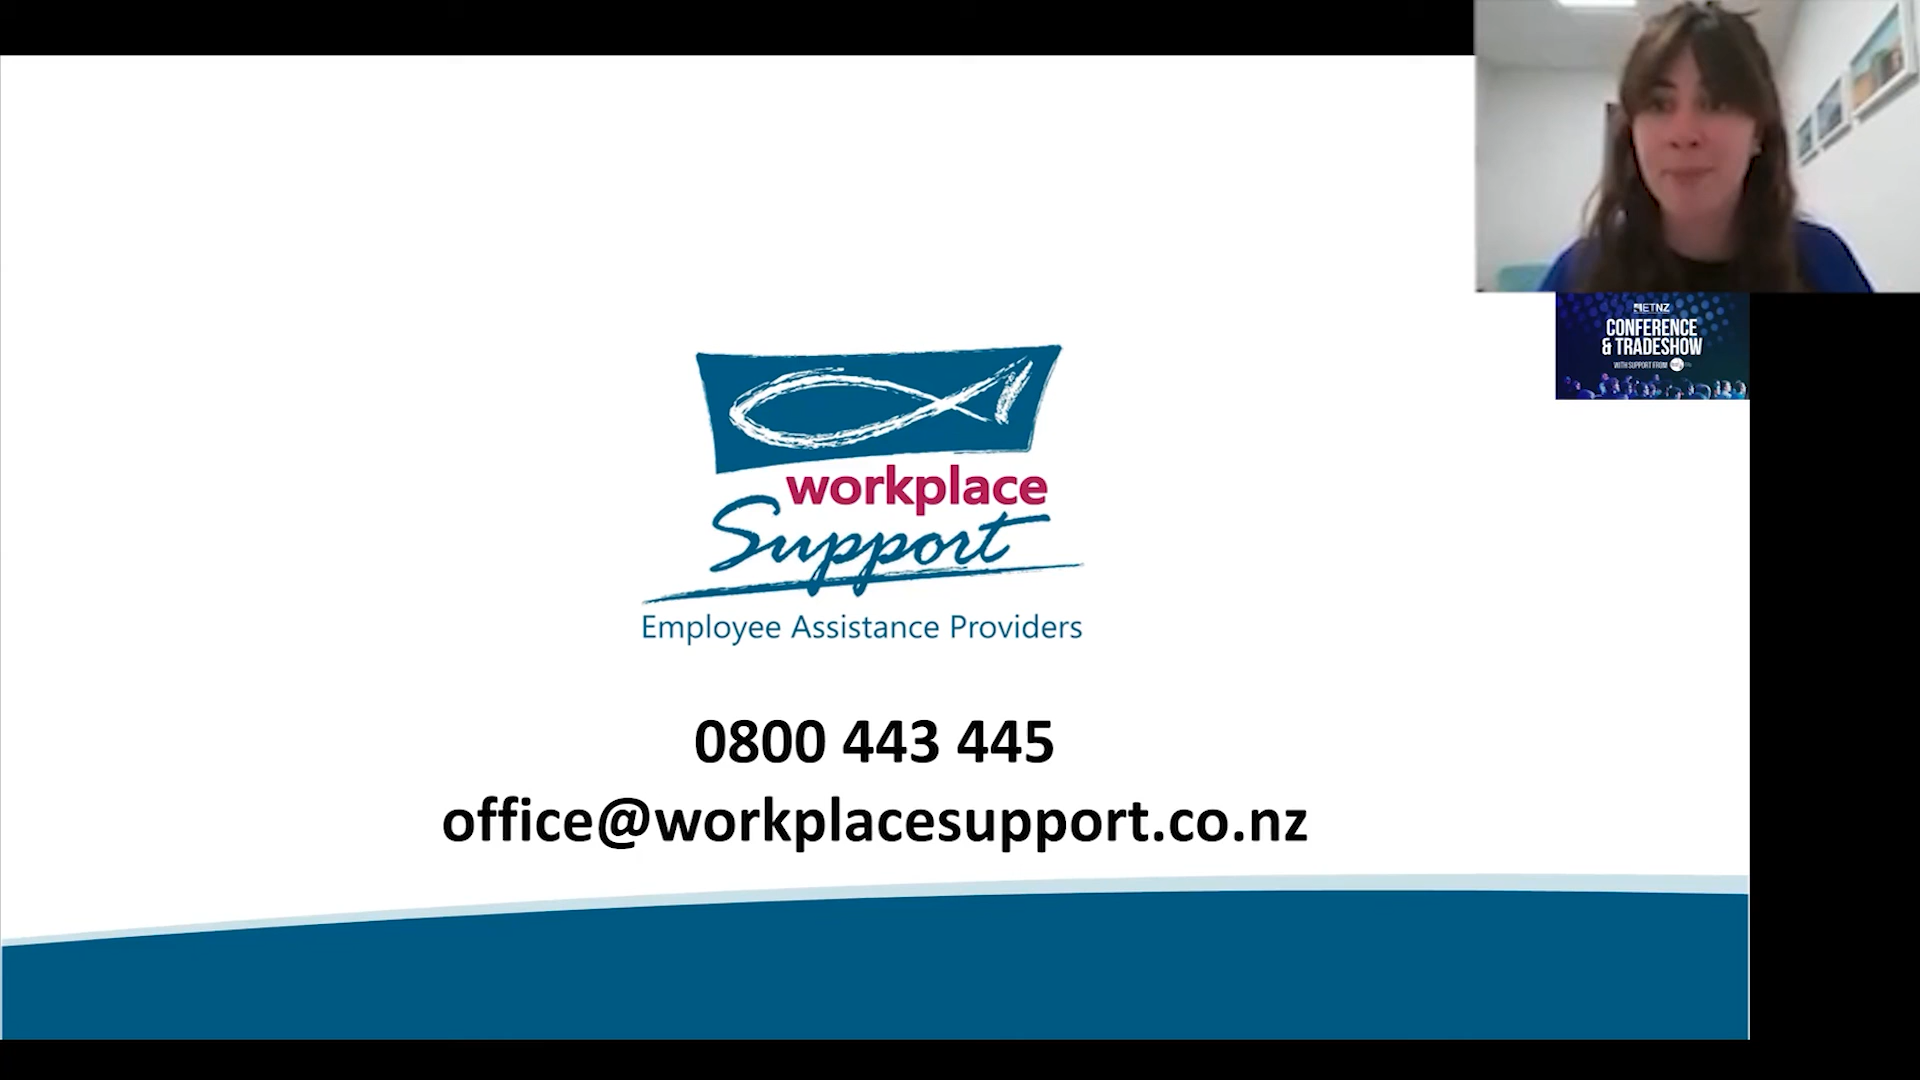 workplace
Support
Employee Assistance Providers
0800 443 445
office@workplacesupport.co.nz
ETNZ
CONFERENCE
& TRADESHOW
WITH SUPPORT FROM